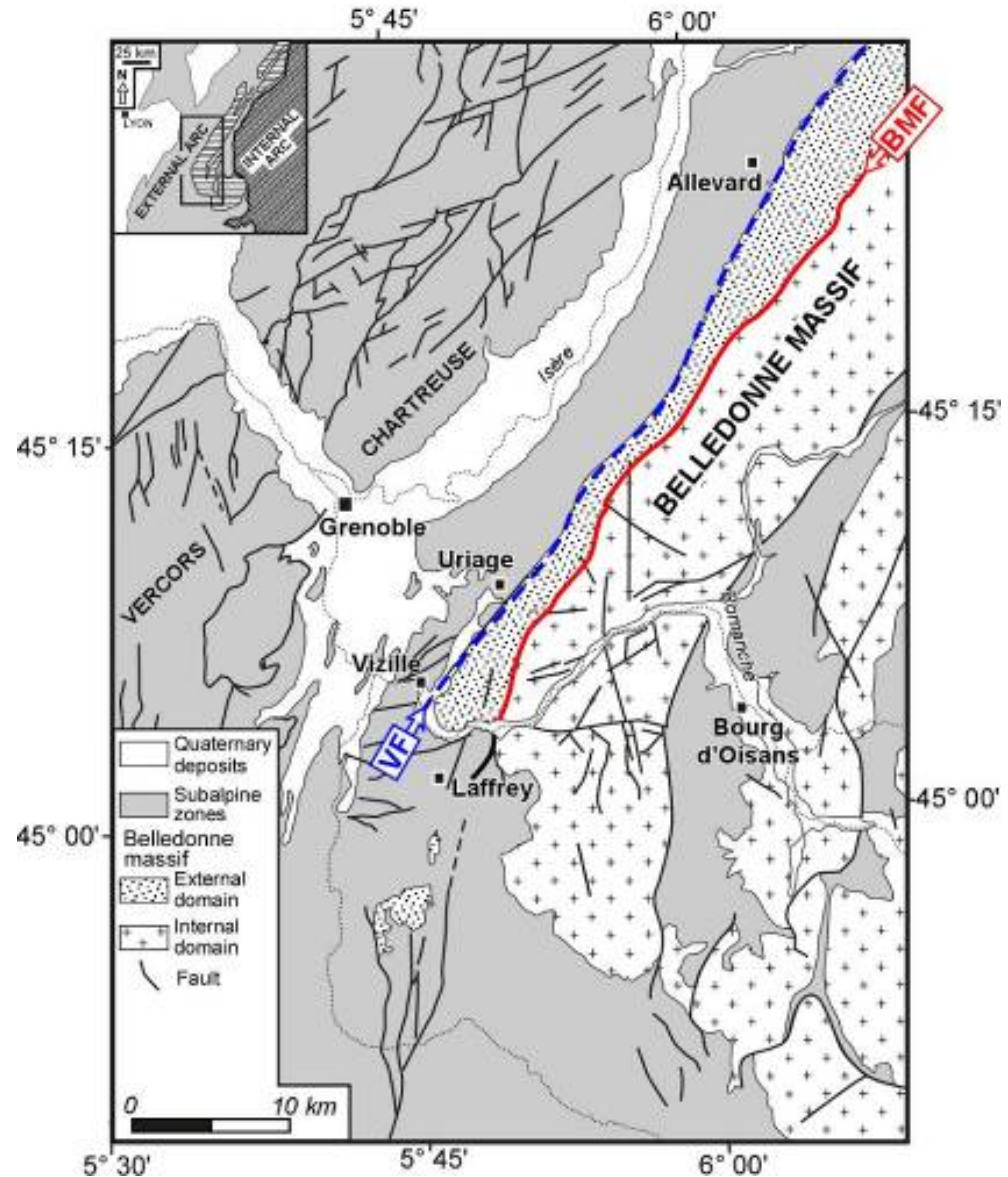 5° 45'
6° 00'
25 km
N
LYON
EXTERNAL ARC
INTERNAL
ARC
BMF
Allevard
BELLEDONNE MASSIF
CHARTREUSE
Isère
45° 15'
45° 15'
Grenoble
Uriage
VERCORS
Romanche
Vizille
VF
Bourg
d'Oisans
Laffrey
Quaternary
deposits
Subalpine
zones
Belledonne
massif
External
domain
Internal
domain
Fault
45° 00'
45° 00'
0 10 km
5° 30'
5° 45'
6° 00'